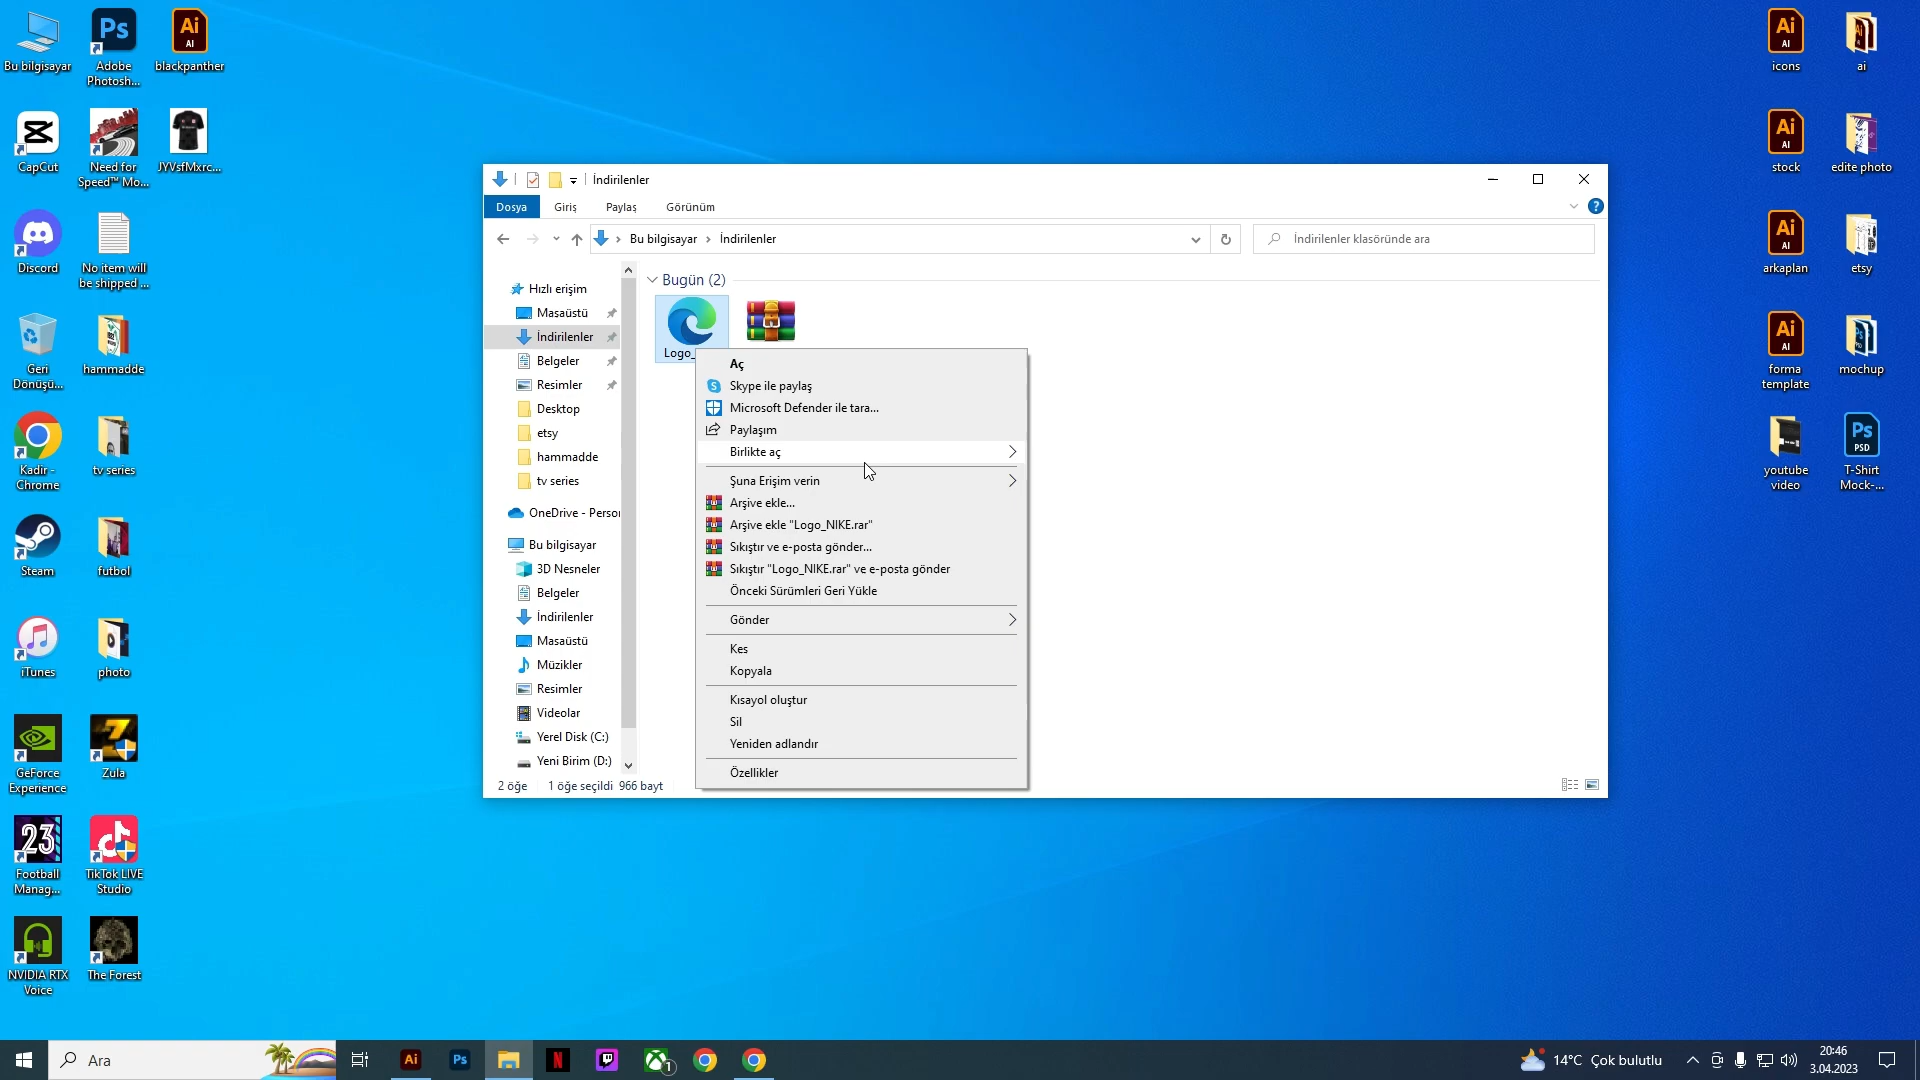 Bu bilgisayar
Adobe
Photosh...
blackpanther
CapCut
Need for
Speed™ Mo...
JYVsfMxrc...
Discord
No item will
be shipped ...
Geri
Dönüşü...
hammadde
Kadir -
Chrome
tv series
Steam
futbol
iTunes
photo
GeForce
Experience
Zula
Football
Manag...
TikTok LIVE
Studio
NVIDIA RTX
Voice
The Forest
icons
ai
stock
edite photo
arkaplan
etsy
forma
template
mochup
youtube
video
T-Shirt
Mock-...
İndirilenler
Dosya
Giriş
Paylaş
Görünüm
Bu bilgisayar
İndirilenler
İndirilenler klasöründe ara
Hızlı erişim
Masaüstü
İndirilenler
Belgeler
Resimler
Desktop
etsy
hammadde
tv series
OneDrive - Person
Bu bilgisayar
3D Nesneler
Belgeler
İndirilenler
Masaüstü
Müzikler
Resimler
Videolar
Yerel Disk (C:)
Yeni Birim (D:)
Bugün (2)
Logo_
Aç
Skype ile paylaş
Microsoft Defender ile tara...
Paylaşım
Birlikte aç
Şuna Erişim verin
Arşive ekle...
Arşive ekle "Logo_NIKE.rar"
Sıkıştır ve e-posta gönder...
Sıkıştır "Logo_NIKE.rar" ve e-posta gönder
Önceki Sürümleri Geri Yükle
Gönder
Kes
Kopyala
Kısayol oluştur
Sil
Yeniden adlandır
Özellikler
2 öğe
1 öğe seçildi 966 bayt
Ara
14°C Çok bulutlu
20:46
3.04.2023